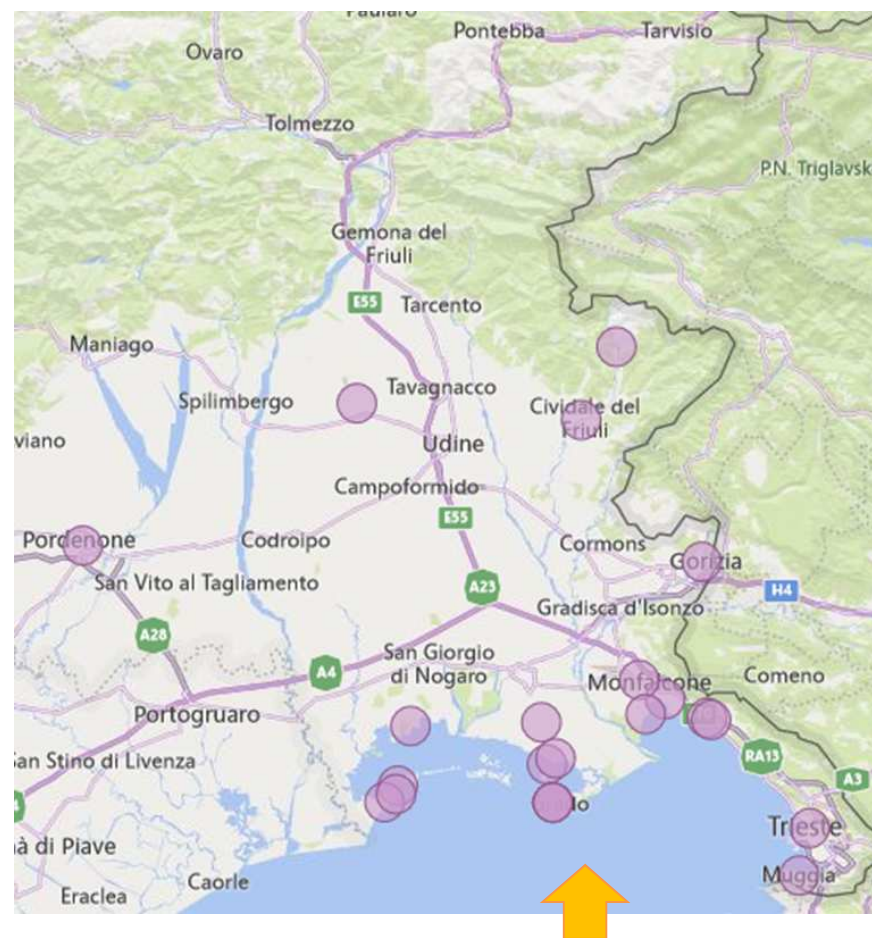 Pontebba
Tarvisio
Ovaro
Tolmezzo
P.N. Triglavsk
Gemona del
Friuli
E55
Tarcento
Maniago
Tavagnacco
Spilimbergo
Cividale del
Friuli
viano
Udine
Campoformido
E55
Pordenone
Codroipo
Cormons
Gorizia
San Vito al Tagliamento
A23
H4
Gradisca d'Isonzo
A28
San Giorgio
di Nogaro
A4
Monfalcone
Comeno
Portogruaro
San Stino di Livenza
RA13
A3
Trieste
à di Piave
Muggia
Caorle
Eraclea